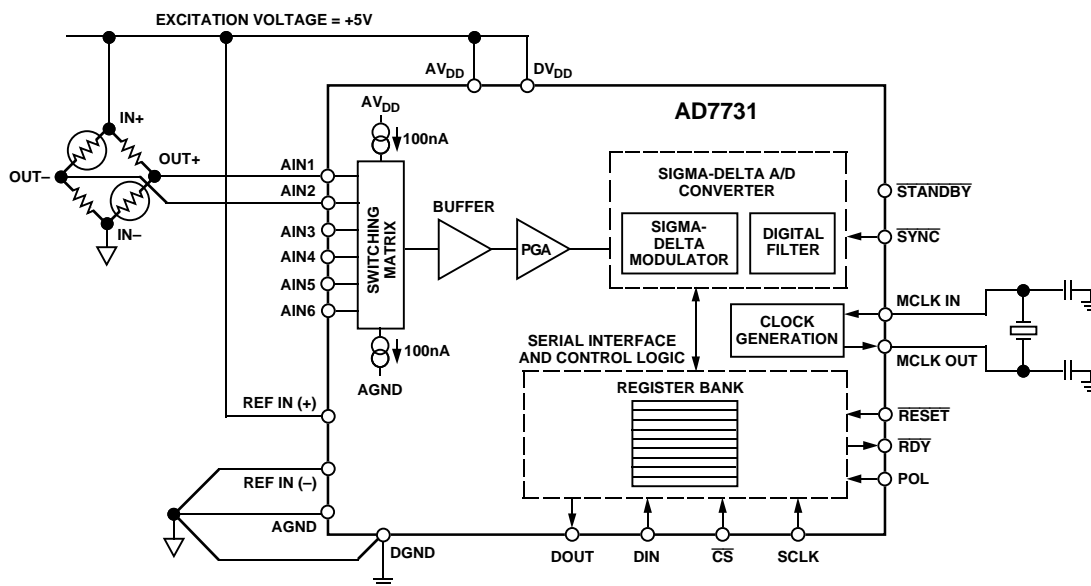 EXCITATION VOLTAGE = +5V
AVDD
DVDD
AD7731
IN+
OUT+
OUT–
IN–
AVDD
100nA
AIN1
AIN2
AIN3
AIN4
AIN5
AIN6
SWITCHING
MATRIX
BUFFER
PGA
SIGMA-DELTA A/D
CONVERTER
SIGMA-
DELTA
MODULATOR
DIGITAL
FILTER
STANDBY
SYNC
100nA
AGND
SERIAL INTERFACE
AND CONTROL LOGIC
CLOCK
GENERATION
MCLK IN
MCLK OUT
REGISTER BANK
REF IN (+)
REF IN (–)
AGND
DGND
RESET
RDY
POL
DOUT
DIN
CS
SCLK